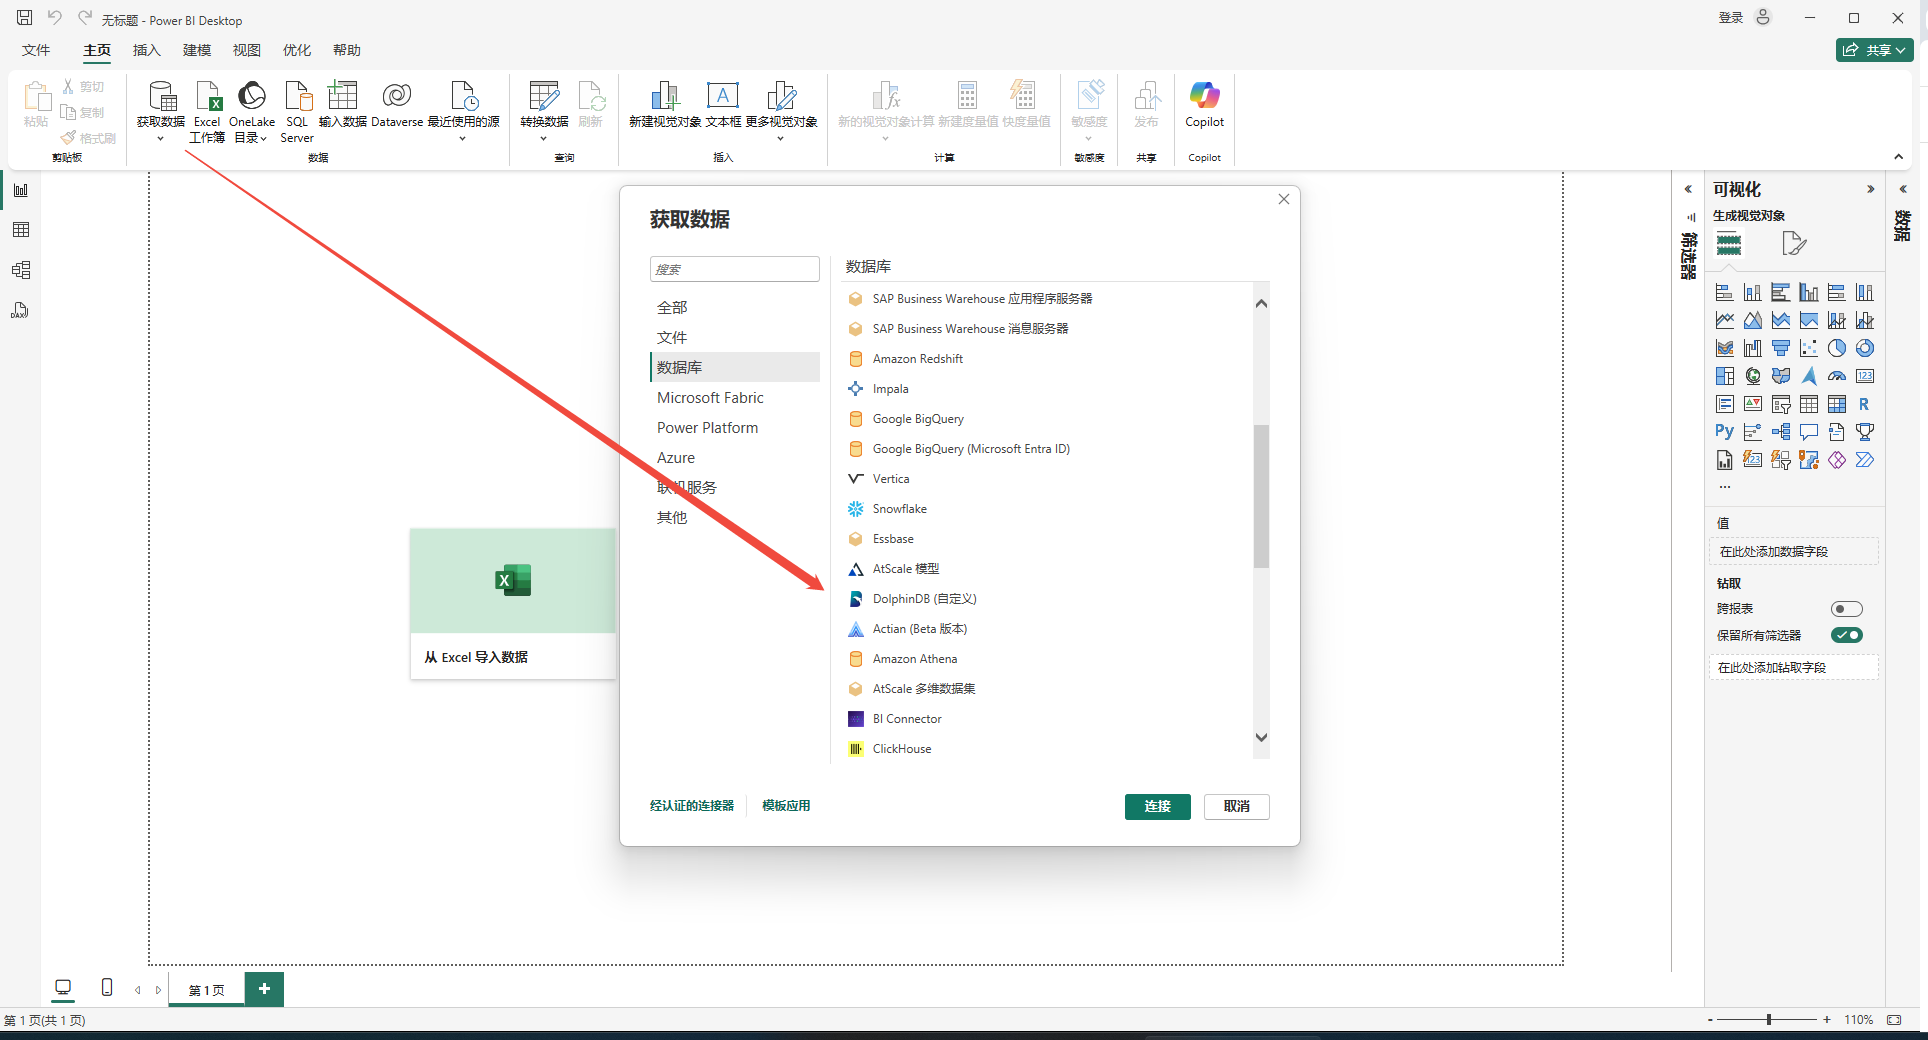 无标题 - Power BI Desktop
登录
文件 主页 插入 建模 视图 优化 帮助
共享
粘贴
剪切
复制
格式刷
剪贴板
获取数据
Excel
工作簿
OneLake
目录
SQL
Server
输入数据
Dataverse
最近使用的源
数据
转换数据
刷新
查询
新建视觉对象
A
文本框
更多视觉对象
插入
新的视觉对象计算
新建度量值
快度量值
计算
敏感度
敏感度
发布
共享
Copilot
Copilot
获取数据
搜索
全部
文件
数据库
Microsoft Fabric
Power Platform
Azure
联机服务
其他
数据库
SAP Business Warehouse 应用程序服务器
SAP Business Warehouse 消息服务器
Amazon Redshift
Impala
Google BigQuery
Google BigQuery (Microsoft Entra ID)
Vertica
Snowflake
Essbase
AtScale 模型
DolphinDB (自定义)
Actian (Beta 版本)
Amazon Athena
AtScale 多维数据集
BI Connector
ClickHouse
经认证的连接器
模板应用
连接
取消
X
从 Excel 导入数据
DAX
筛选器
可视化
生成视觉对象
123
R
Py
123
...
值
在此处添加数据字段
钻取
跨报表
保留所有筛选器
在此处添加钻取字段
数据
第 1 页
+
第 1 页(共 1 页)
- + 110%